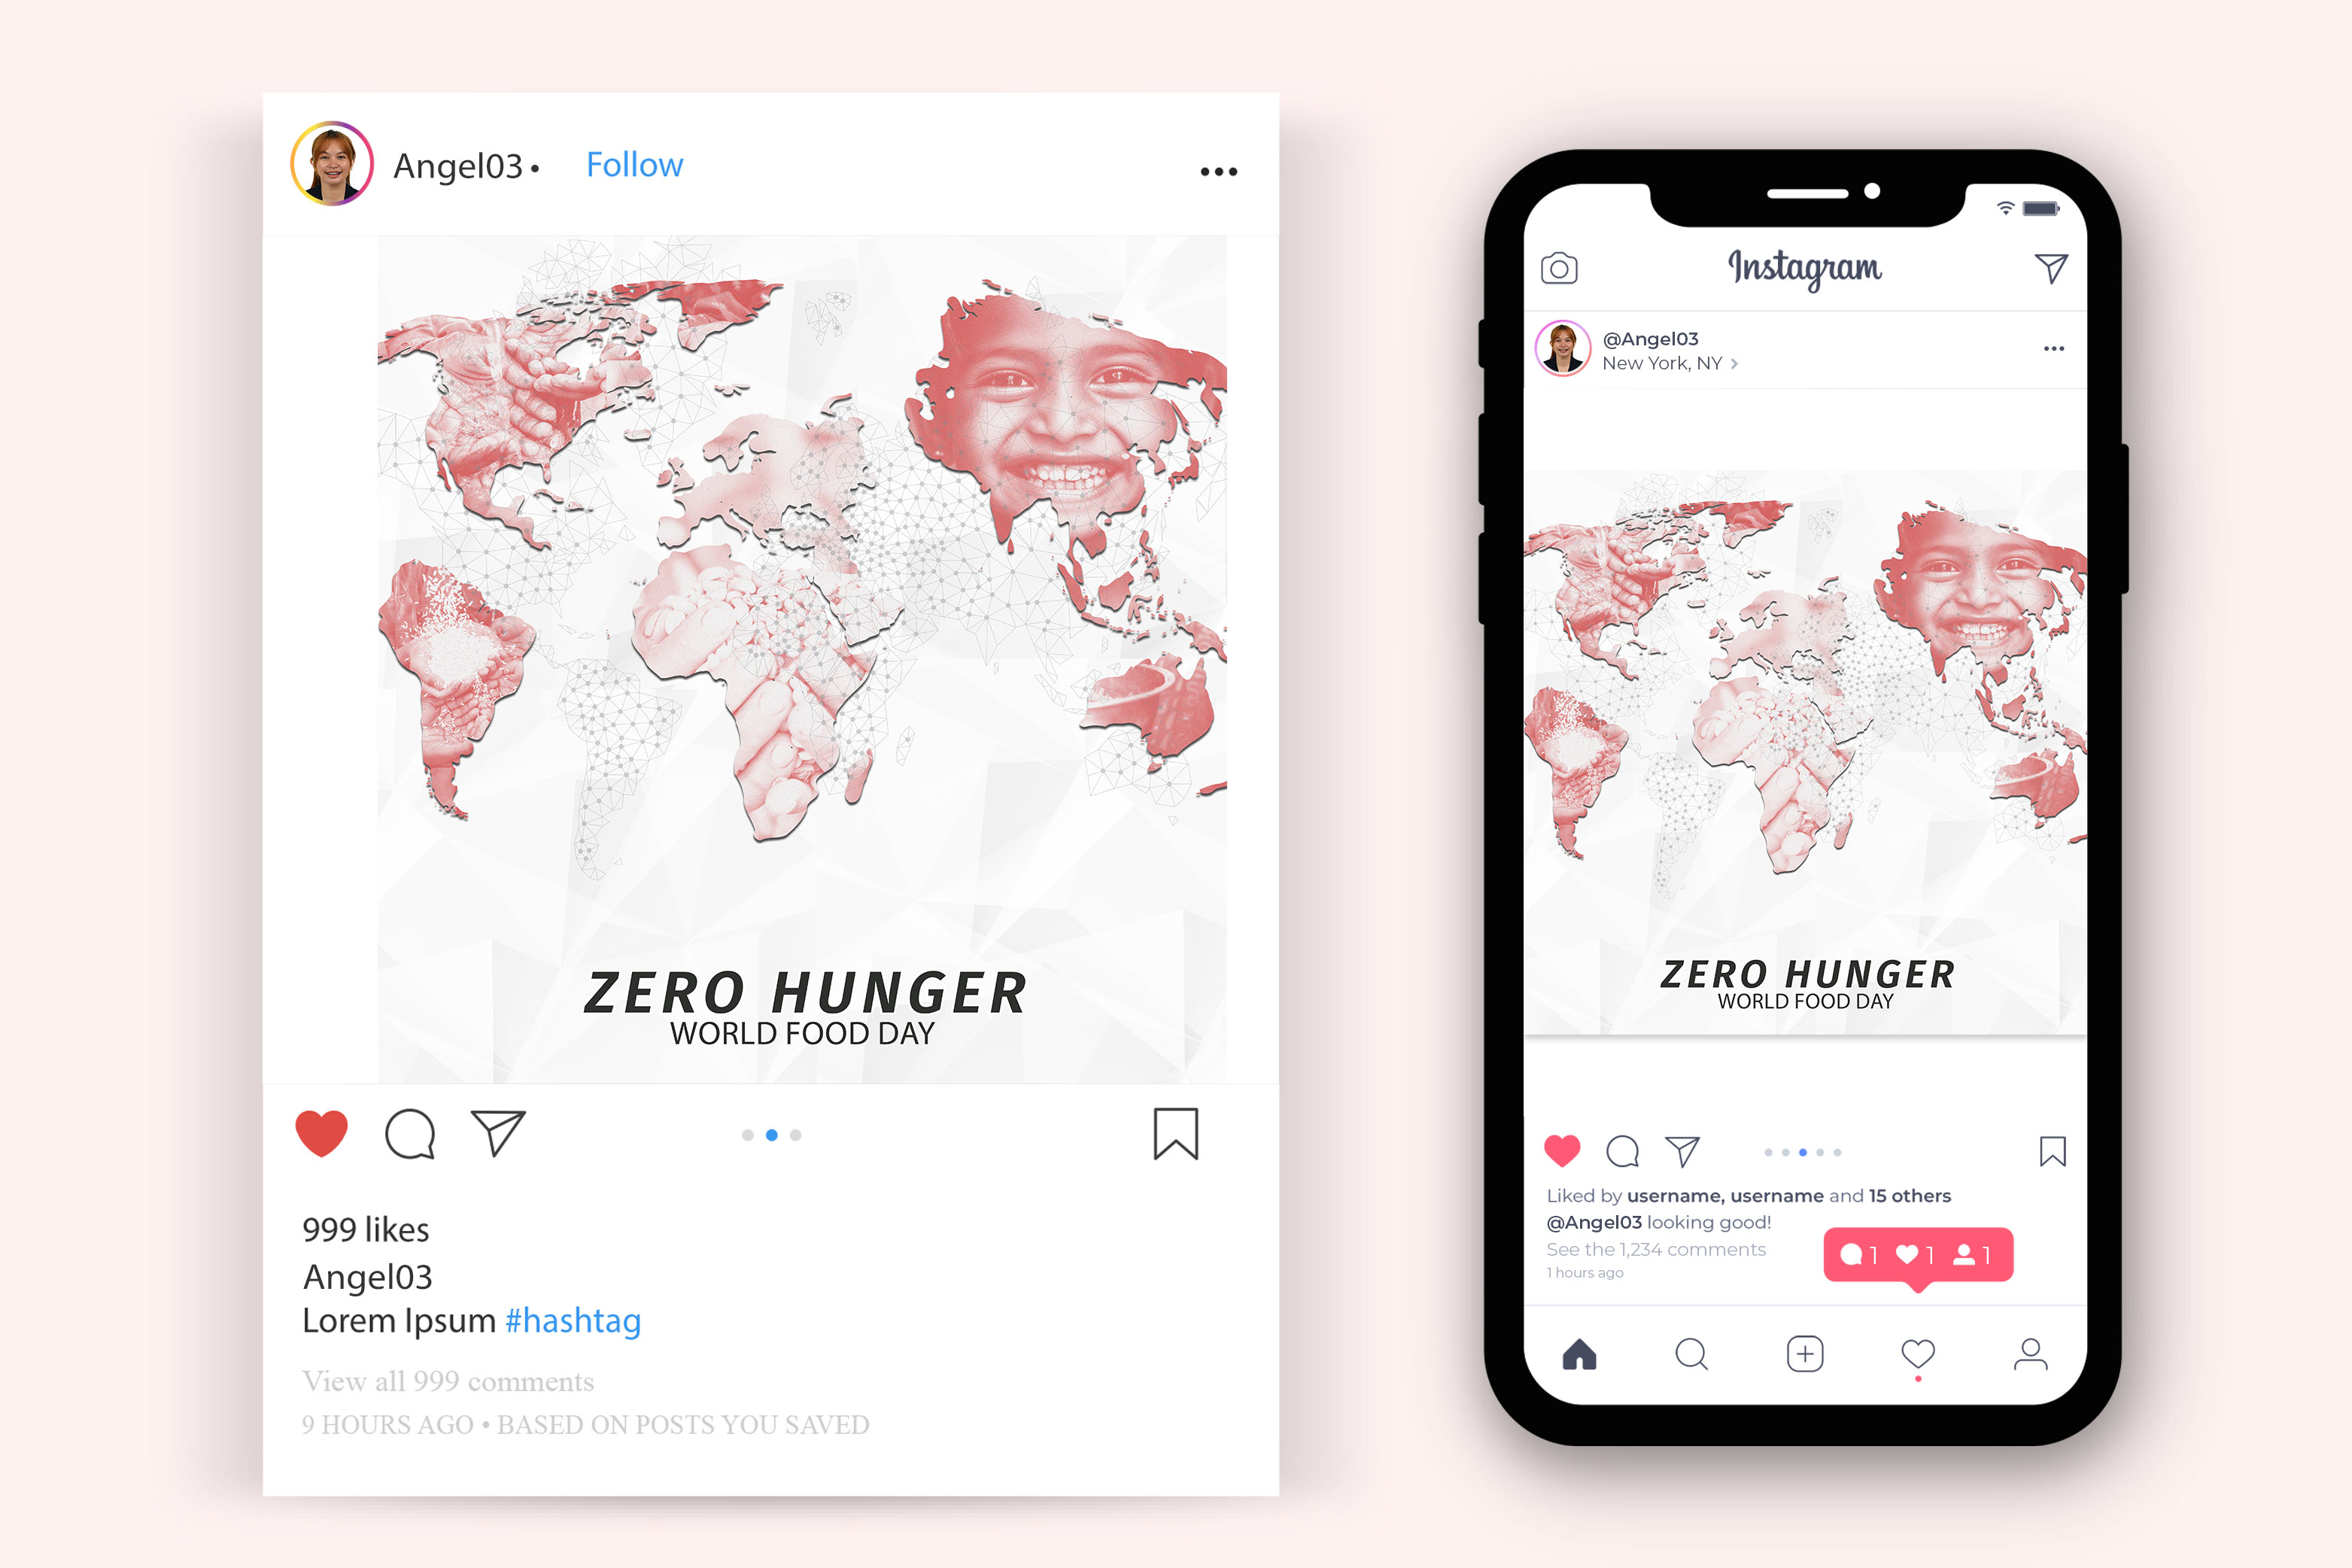 Angel03 • Follow
ZERO HUNGER
WORLD FOOD DAY
999 likes
Angel03
Lorem Ipsum #hashtag
View all 999 comments
9 HOURS AGO • BASED ON POSTS YOU SAVED
Instagram
@Angel03
New York, NY >
ZERO HUNGER
WORLD FOOD DAY
Liked by username, username and 15 others
@Angel03 looking good!
See the 1,234 comments
1 hours ago
1 1 1